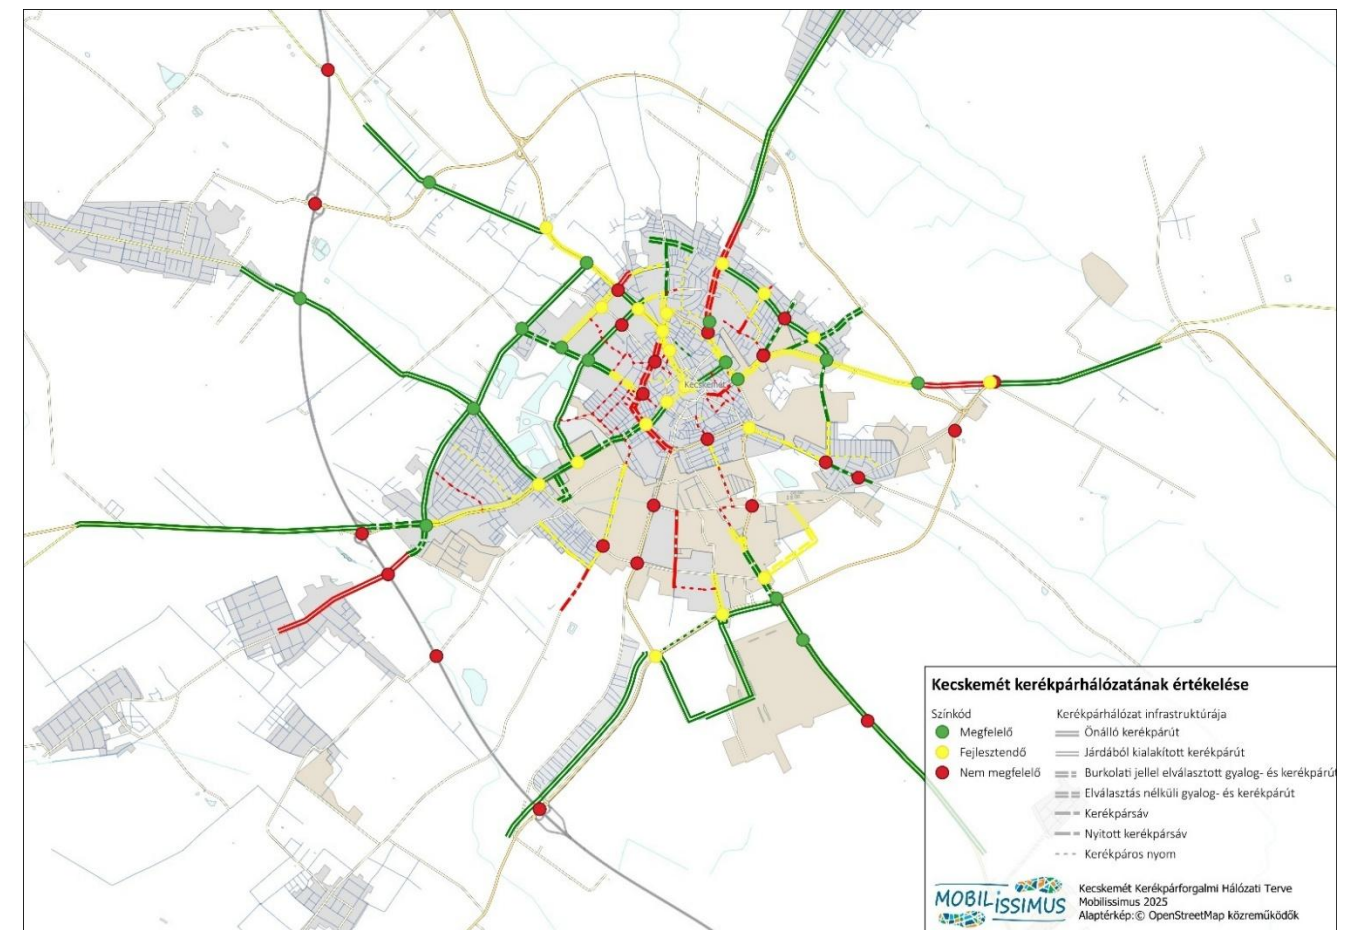 Kecskemét
Kecskemét kerékpárhálózatának értékelése
Színkód
Megfelelő
Fejlesztendő
Nem megfelelő
Kerékpárhálózat infrastruktúrája
Önálló kerékpárút
Járdából kialakított kerékpárút
Burkolati jellel elválasztott gyalog- és kerékpárút
Elválasztás nélküli gyalog- és kerékpárút
Kerékpársáv
Nyitott kerékpársáv
Kerékpáros nyom
MOBILISSIMUS
Kecskemét Kerékpárforgalmi Hálózati Terve
Mobilissimus 2025
Alaptérkép:© OpenStreetMap közreműködők